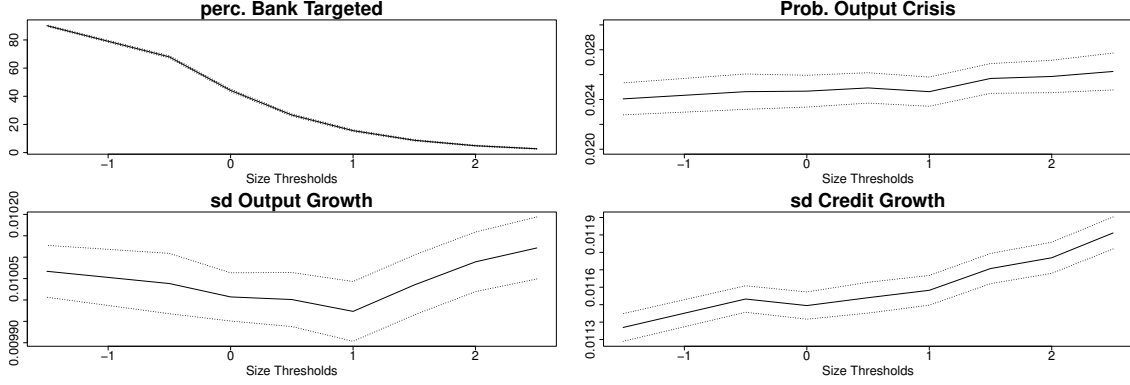 perc. Bank Targeted
80
60
40
20
0
−1 0 1 2
Size Thresholds
Prob. Output Crisis
0.028
0.024
0.020
−1 0 1 2
Size Thresholds
sd Output Growth
0.01020
0.01005
0.00990
−1 0 1 2
Size Thresholds
sd Credit Growth
0.0119
0.0116
0.0113
−1 0 1 2
Size Thresholds